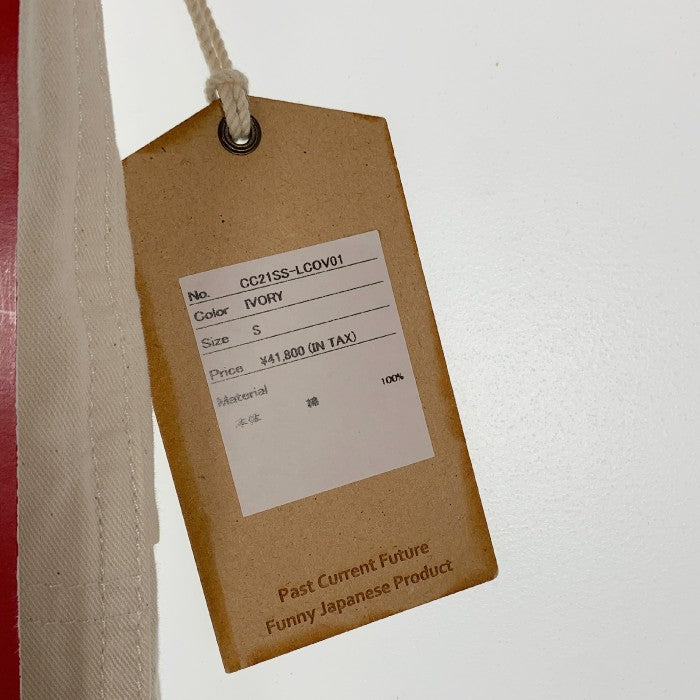 No. CC21SS-LCOV01
Color IVORY
Size S
Price ¥41,800 (IN TAX)
Material
本体 綿 100%
Past Current Future
Funny Japanese Product